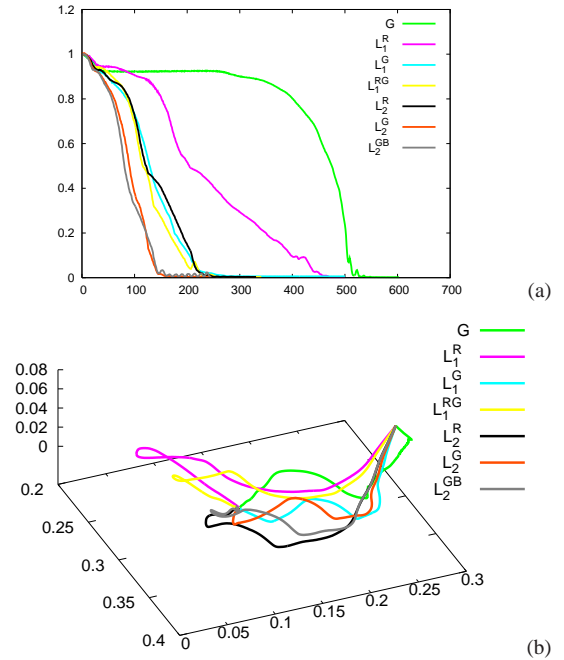 1.2
1
0.8
0.6
0.4
0.2
0
0 100 200 300 400 500 600 700
G
L₁ᴿ
L₁ᴳ
L₁ᴿᴳ
L₂ᴿ
L₂ᴳ
L₂ᴳᴮ
(a)
0.08
0.06
0.04
0.02
0
0.2
0.25
0.3
0.35
0.4
0 0.05 0.1 0.15 0.2 0.25 0.3
G
L₁ᴿ
L₁ᴳ
L₁ᴿᴳ
L₂ᴿ
L₂ᴳ
L₂ᴳᴮ
(b)